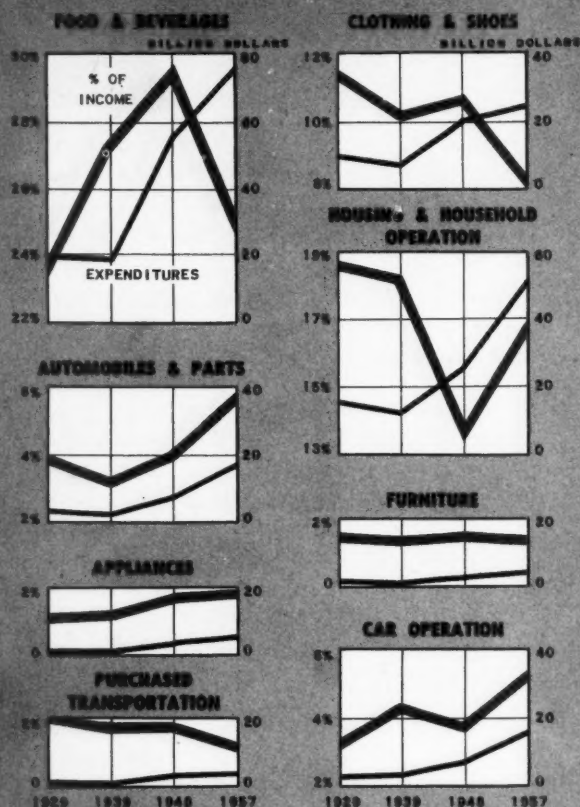 FOOD & BEVERAGES
BILLION DOLLARS
30%
80
% OF
INCOME
28%
60
26%
40
24%
20
EXPENDITURES
22%
0
AUTOMOBILES & PARTS
6%
40
4%
20
2%
0
APPLIANCES
2%
20
0
0
PURCHASED
TRANSPORTATION
2%
20
0
0
1929 1939 1948 1957
CLOTHING & SHOES
BILLION DOLLARS
12%
40
10%
20
8%
0
HOUSING & HOUSEHOLD
OPERATION
19%
60
17%
40
15%
20
13%
0
FURNITURE
2%
20
0
0
CAR OPERATION
6%
40
4%
20
2%
0
1929 1939 1948 1957